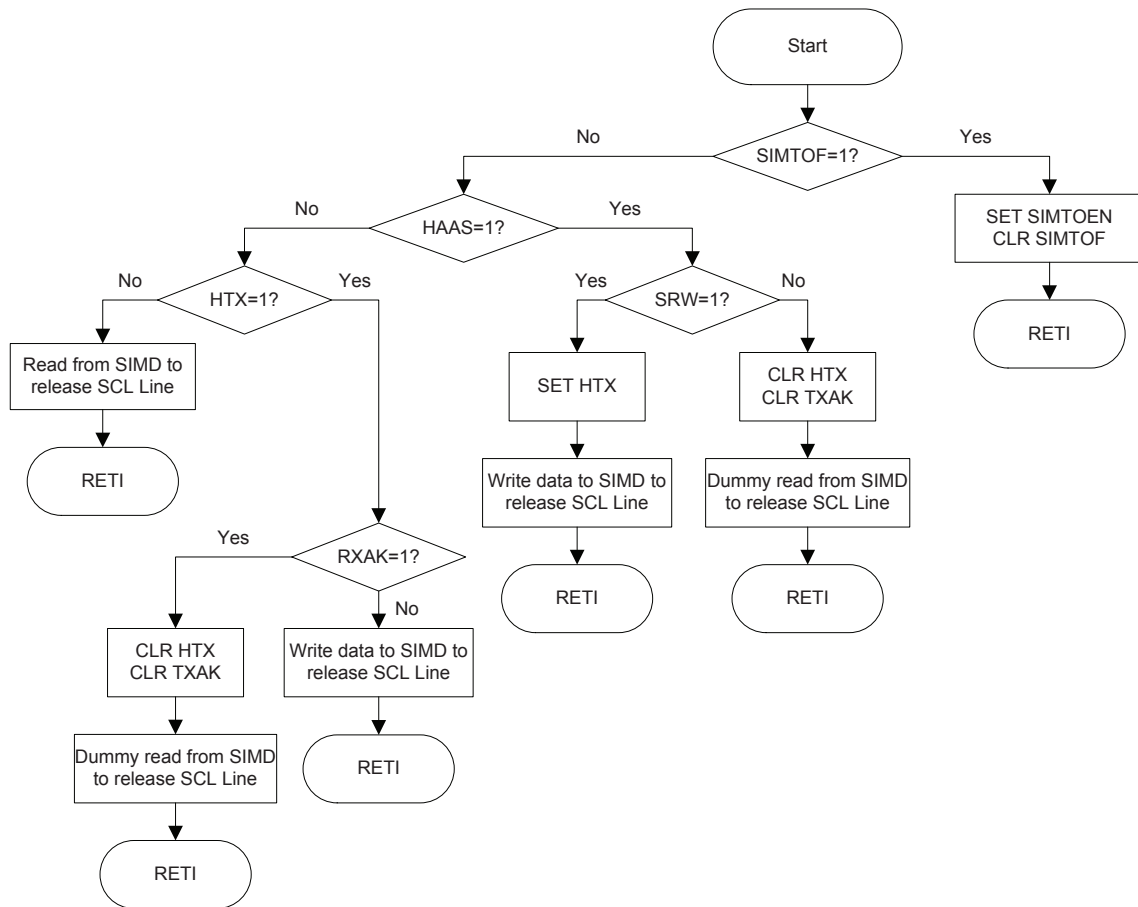 Start
No
SIMTOF=1?
Yes
No
HAAS=1?
Yes
SET SIMTOEN
CLR SIMTOF
No
HTX=1?
Yes
Yes
SRW=1?
No
RETI
Read from SIMD to
release SCL Line
SET HTX
CLR HTX
CLR TXAK
RETI
Write data to SIMD to
release SCL Line
Dummy read from SIMD
to release SCL Line
Yes
RXAK=1?
RETI
RETI
No
CLR HTX
CLR TXAK
Write data to SIMD to
release SCL Line
Dummy read from SIMD
to release SCL Line
RETI
RETI